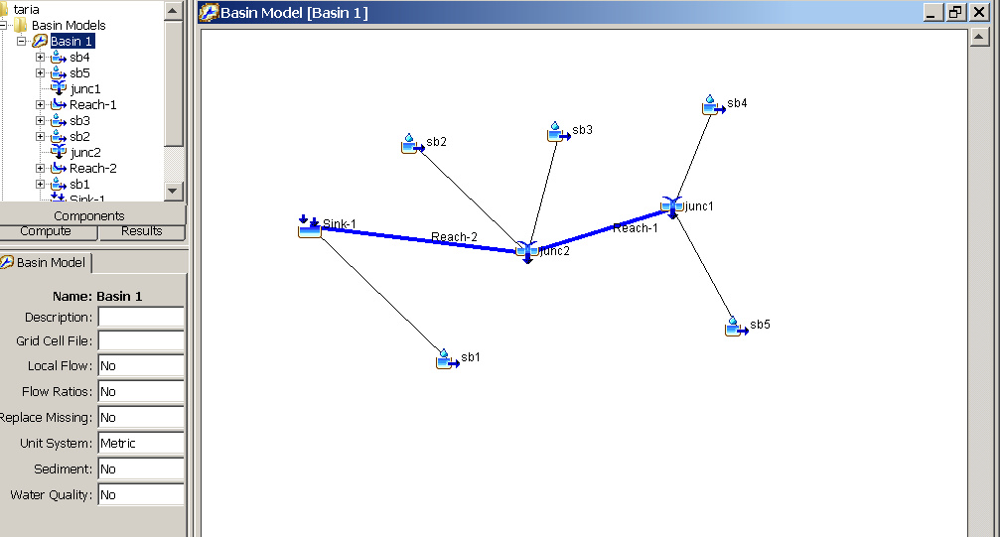 taria
Basin Models
Basin 1
sb4
sb5
junc1
Reach-1
sb3
sb2
junc2
Reach-2
sb1
Sink-1
Components
Compute Results
Basin Model
Name: Basin 1
Description:
Grid Cell File:
Local Flow: No
Flow Ratios: No
Replace Missing: No
Unit System: Metric
Sediment: No
Water Quality: No
Basin Model [Basin 1]
sb4
sb3
sb2
junc1
Sink-1
Reach-1
Reach-2
junc2
sb5
sb1